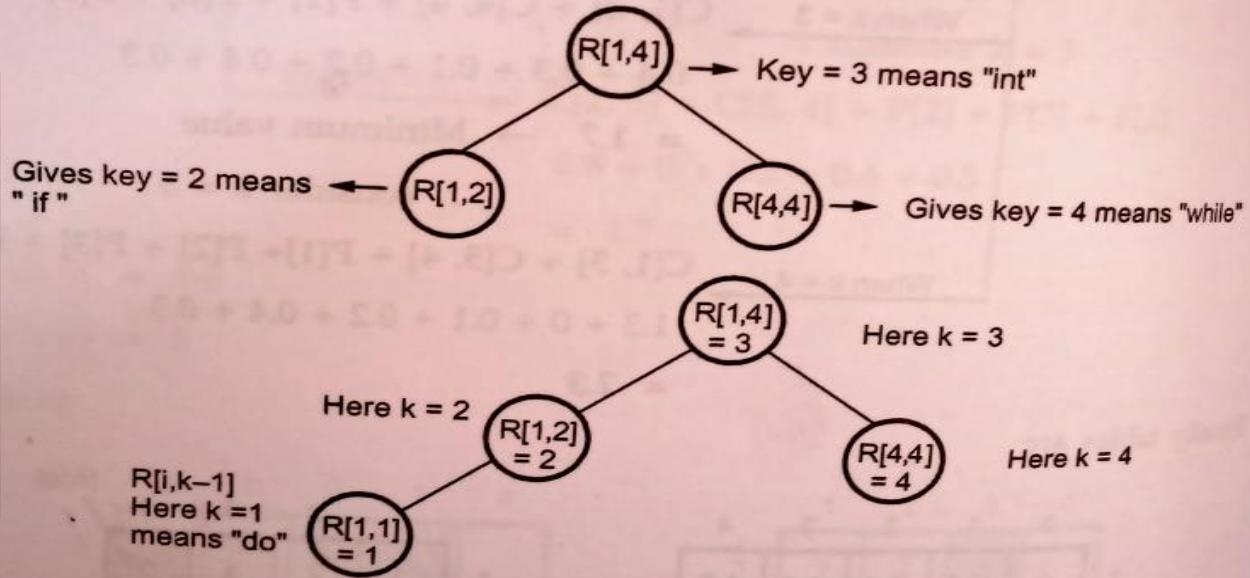 R[1,4]
Key = 3 means "int"
Gives key = 2 means
" if "
R[1,2]
R[4,4]
Gives key = 4 means "while"
R[1,4]
= 3
Here k = 3
Here k = 2
R[1,2]
= 2
R[4,4]
= 4
Here k = 4
R[i,k–1]
Here k =1
means "do"
R[1,1]
= 1